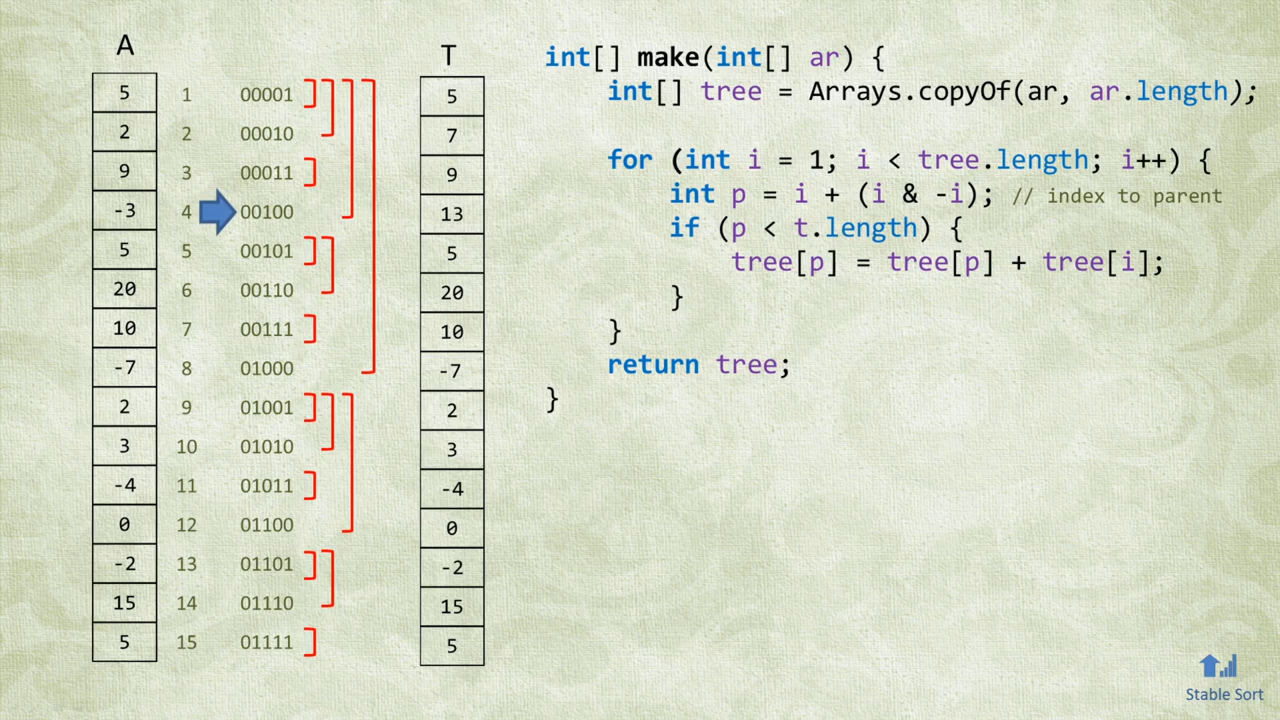 A
T
5 1 00001 5
2 2 00010 7
9 3 00011 9
-3 4 00100 13
5 5 00101 5
20 6 00110 20
10 7 00111 10
-7 8 01000 -7
2 9 01001 2
3 10 01010 3
-4 11 01011 -4
0 12 01100 0
-2 13 01101 -2
15 14 01110 15
5 15 01111 5
int[] make(int[] ar) {
int[] tree = Arrays.copyOf(ar, ar.length);
for (int i = 1; i < tree.length; i++) {
int p = i + (i & -i); // index to parent
if (p < t.length) {
tree[p] = tree[p] + tree[i];
}
}
return tree;
}
Stable Sort